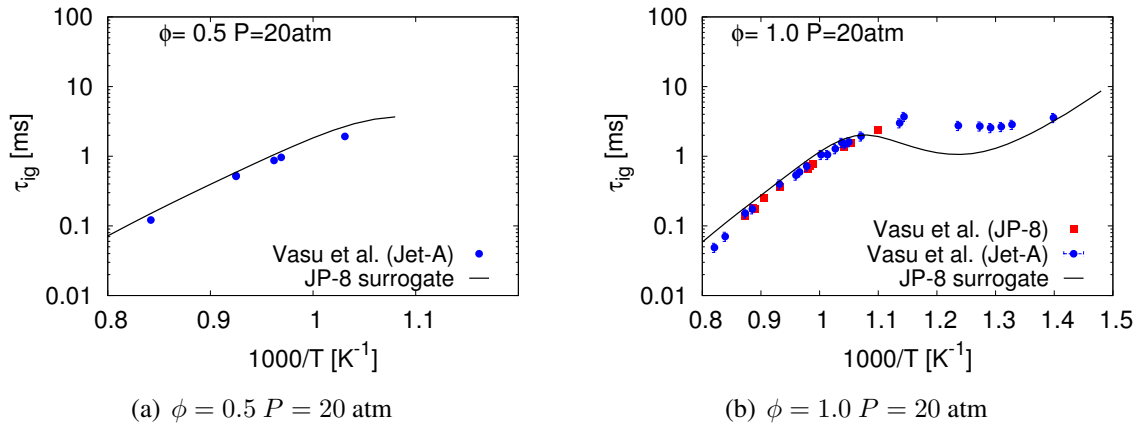 ϕ= 0.5 P=20atm
100
10
1
0.1
0.01
τig [ms]
Vasu et al. (Jet-A)
JP-8 surrogate
0.8 0.9 1 1.1
1000/T [K-1]
(a) ϕ = 0.5 P = 20 atm
ϕ= 1.0 P=20atm
100
10
1
0.1
0.01
τig [ms]
Vasu et al. (JP-8)
Vasu et al. (Jet-A)
JP-8 surrogate
0.8 0.9 1 1.1 1.2 1.3 1.4 1.5
1000/T [K-1]
(b) ϕ = 1.0 P = 20 atm